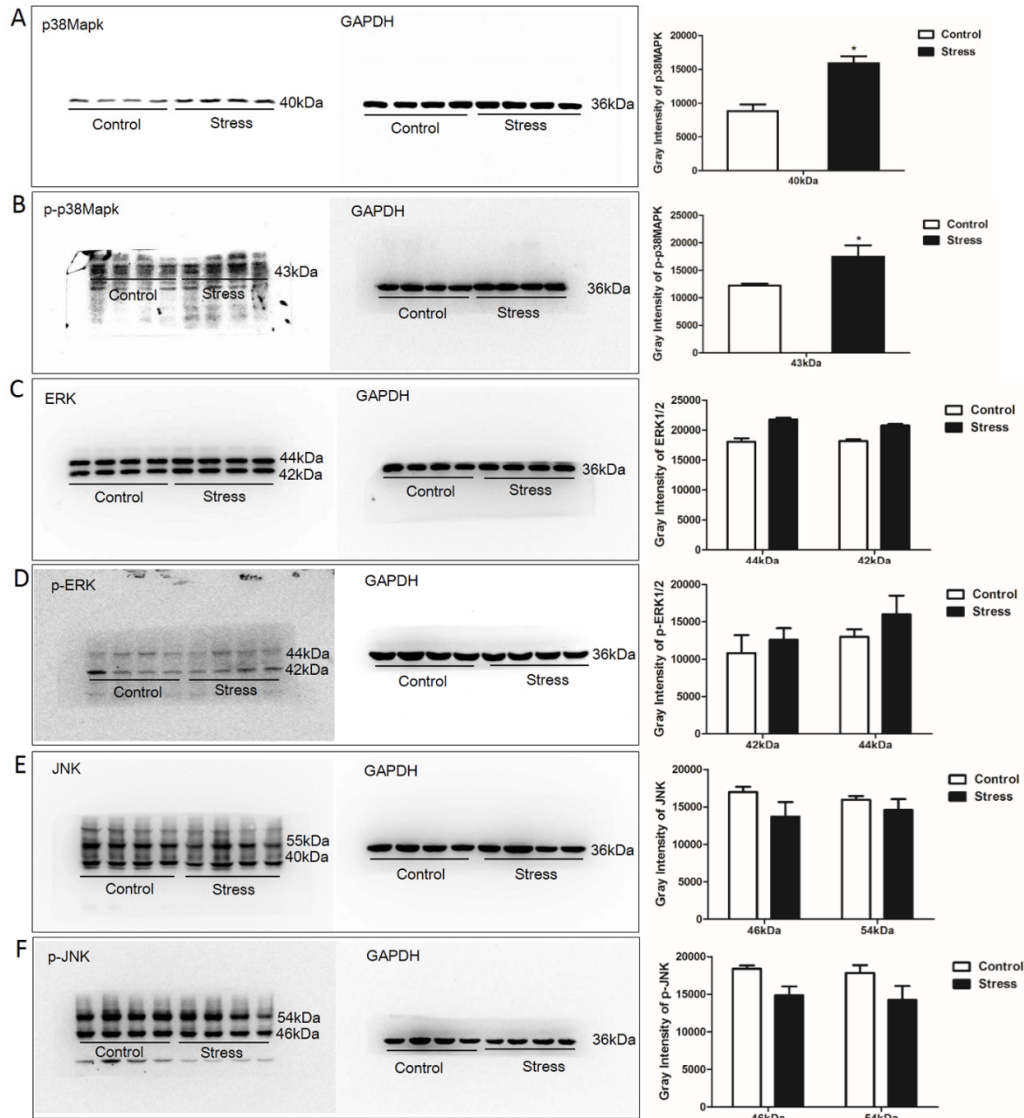 A
p38Mapk
GAPDH
40kDa
36kDa
Control
Stress
Control
Stress
Gray Intensity of p38MAPK
20000
15000
10000
5000
0
*
40kDa
Control
Stress
B
p-p38Mapk
GAPDH
43kDa
36kDa
Control
Stress
Control
Stress
Gray Intensity of p-p38MAPK
25000
20000
15000
10000
5000
0
*
43kDa
Control
Stress
C
ERK
GAPDH
44kDa
42kDa
36kDa
Control
Stress
Control
Stress
Gray Intensity of ERK1/2
25000
20000
15000
10000
5000
0
44kDa
42kDa
Control
Stress
D
p-ERK
GAPDH
44kDa
42kDa
36kDa
Control
Stress
Control
Stress
Gray Intensity of p-ERK1/2
20000
15000
10000
5000
0
42kDa
44kDa
Control
Stress
E
JNK
GAPDH
55kDa
40kDa
36kDa
Control
Stress
Control
Stress
Gray Intensity of JNK
20000
15000
10000
5000
0
46kDa
54kDa
Control
Stress
F
p-JNK
GAPDH
54kDa
46kDa
36kDa
Control
Stress
Control
Stress
Gray Intensity of p-JNK
20000
15000
10000
5000
0
46kDa
54kDa
Control
Stress